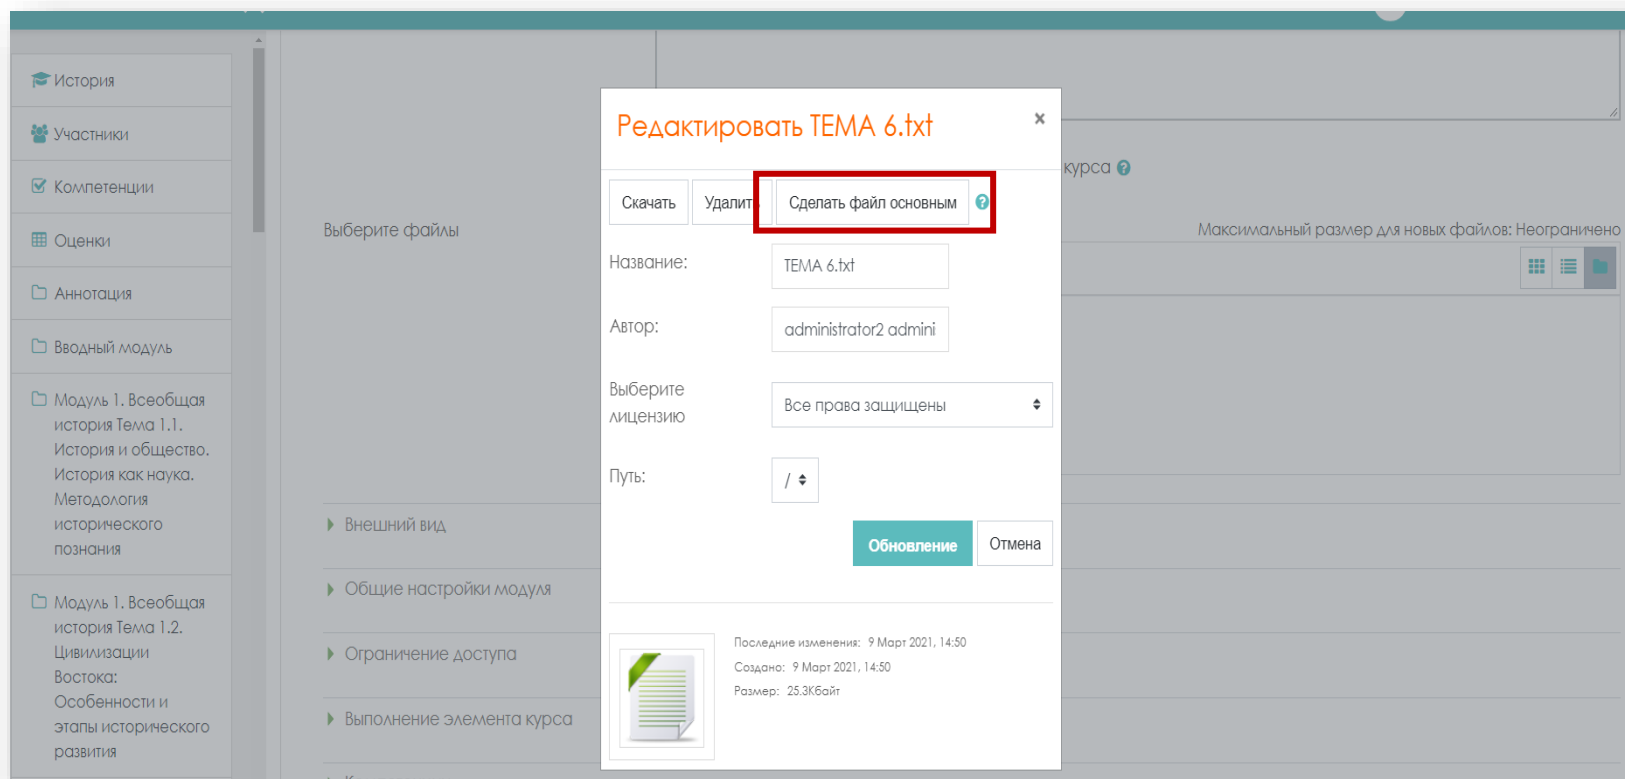 История
Участники
Компетенции
Оценки
Аннотация
Вводный модуль
Модуль 1. Всеобщая
история Тема 1.1.
История и общество.
История как наука.
Методология
исторического
познания
Модуль 1. Всеобщая
история Тема 1.2.
Цивилизации
Востока:
Особенности и
этапы исторического
развития
курса
Выберите файлы
Максимальный размер для новых файлов: Неограничено
Внешний вид
Общие настройки модуля
Ограничение доступа
Выполнение элемента курса
Редактировать ТЕМА 6.txt
×
Скачать
Удалить
Сделать файл основным
Название:
ТЕМА 6.txt
Автор:
administrator2 admini
Выберите
лицензию
Все права защищены
Путь:
/
Обновление
Отмена
Последние изменения: 9 Март 2021, 14:50
Создано: 9 Март 2021, 14:50
Размер: 25.3Кбайт